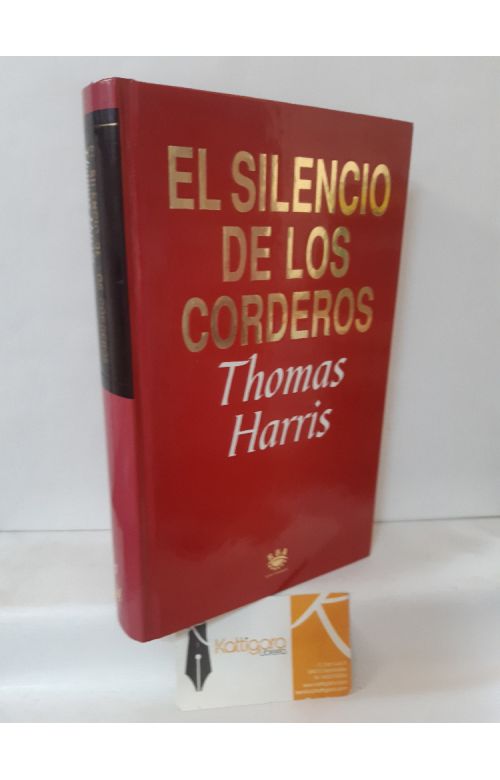 EL SILENCIO
DE LOS
CORDEROS
Thomas
Harris
Kattigara